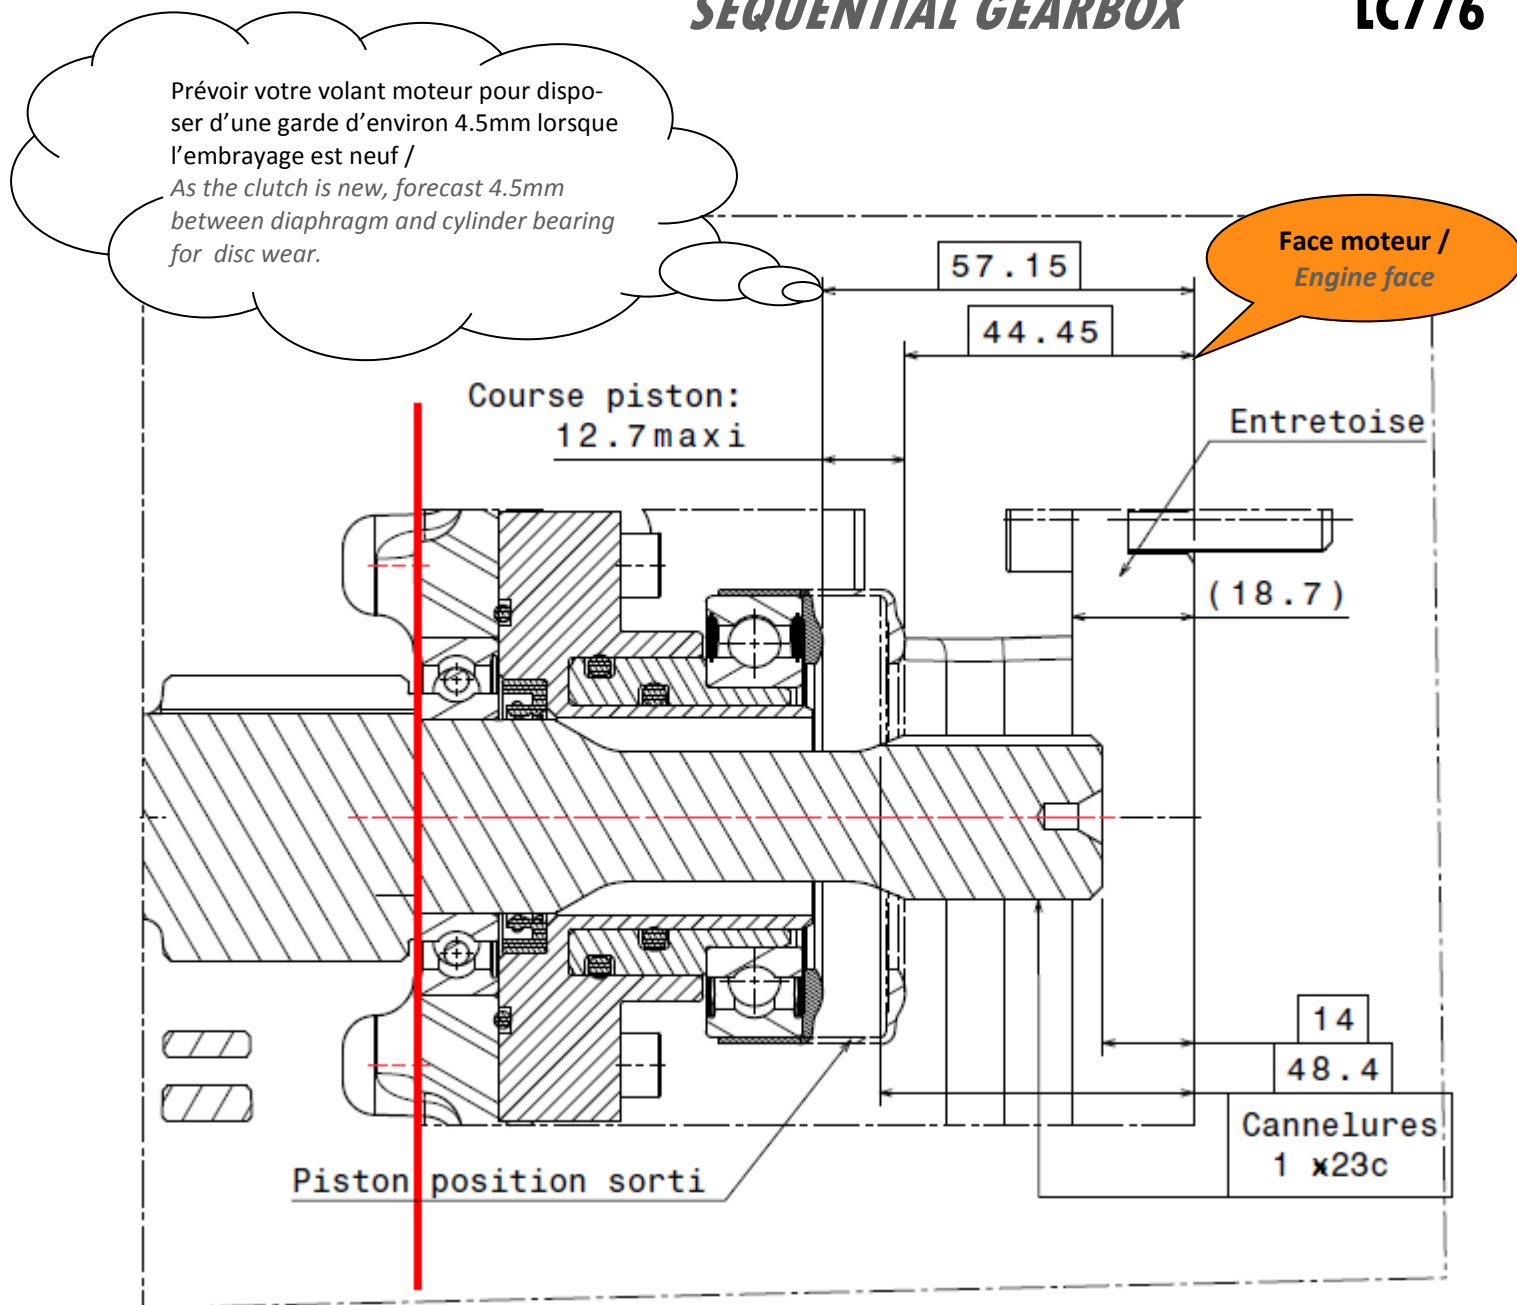 SEQUENTIAL GEARBOX
LC776
Prévoir votre volant moteur pour dispo-
ser d'une garde d'environ 4.5mm lorsque
l'embrayage est neuf /
As the clutch is new, forecast 4.5mm
between diaphragm and cylinder bearing
for disc wear.
Face moteur /
Engine face
57.15
44.45
Course piston:
12.7maxi
Entretoise
(18.7)
14
48.4
Cannelures
1 x23c
Piston position sorti